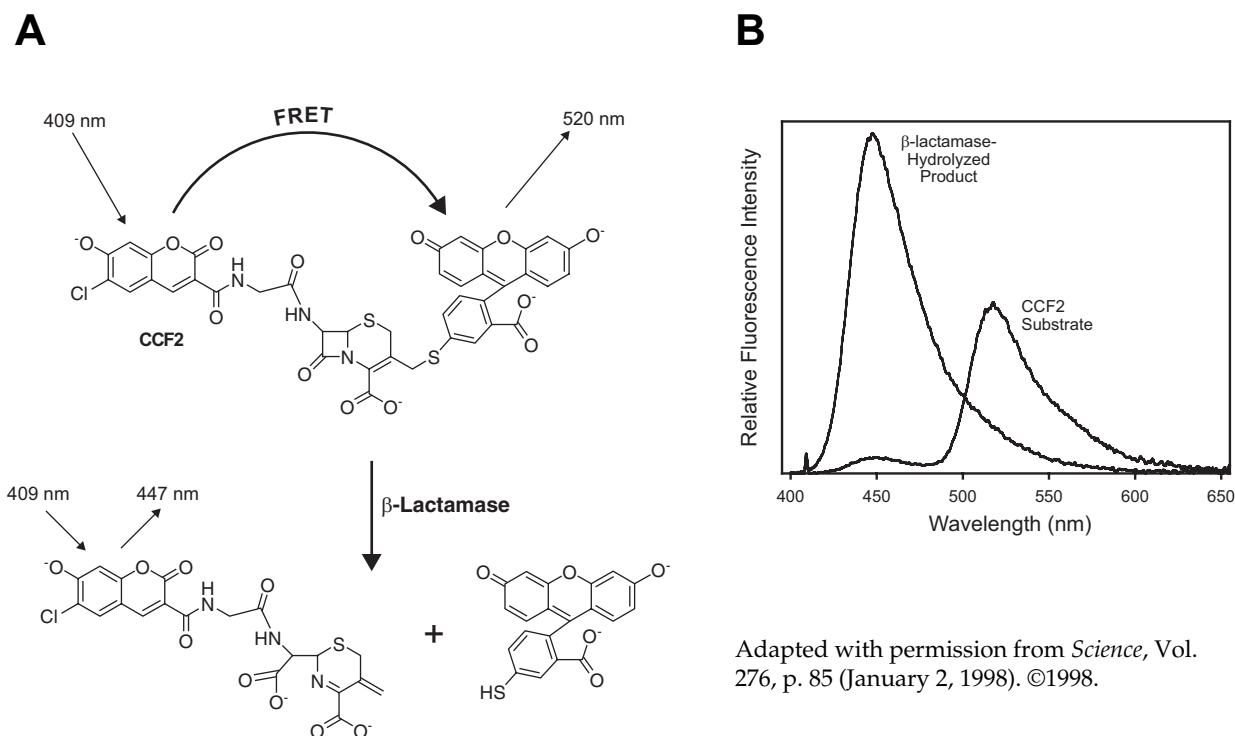 A
B
409 nm
FRET
520 nm
-O
O
O
Cl
O
H
N
O
HN
CCF2
S
O
N
S
O
O-
O
O
O-
O-
O
409 nm
447 nm
β-Lactamase
-O
O
O
Cl
O
H
N
O
HN
S
O
O-
N
O
O-
+
O
O
O-
O-
O
HS
Relative Fluorescence Intensity
β-lactamase-
Hydrolyzed
Product
CCF2
Substrate
400 450 500 550 600 650
Wavelength (nm)
Adapted with permission from Science, Vol.
276, p. 85 (January 2, 1998). ©1998.